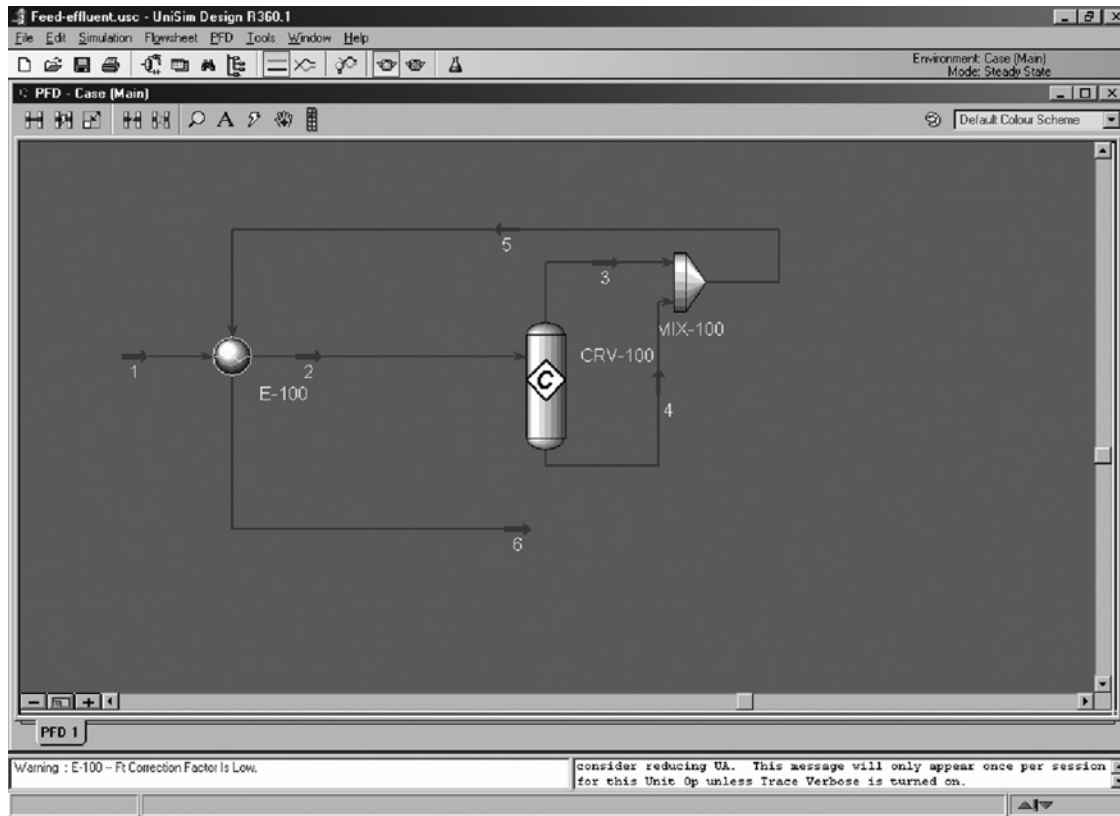 Feed-effluent.usc - UniSim Design R360.1
File Edit Simulation Flowsheet PFD Tools Window Help
Environment: Case (Main)
Mode: Steady State
PFD - Case (Main)
A
Default Colour Scheme
5
3
MIX-100
1
2
E-100
CRV-100
C
4
6
PFD 1
Warning : E-100 -- Ft Correction Factor Is Low.
consider reducing UA. This message will only appear once per session
for this Unit Op unless Trace Verbose is turned on.